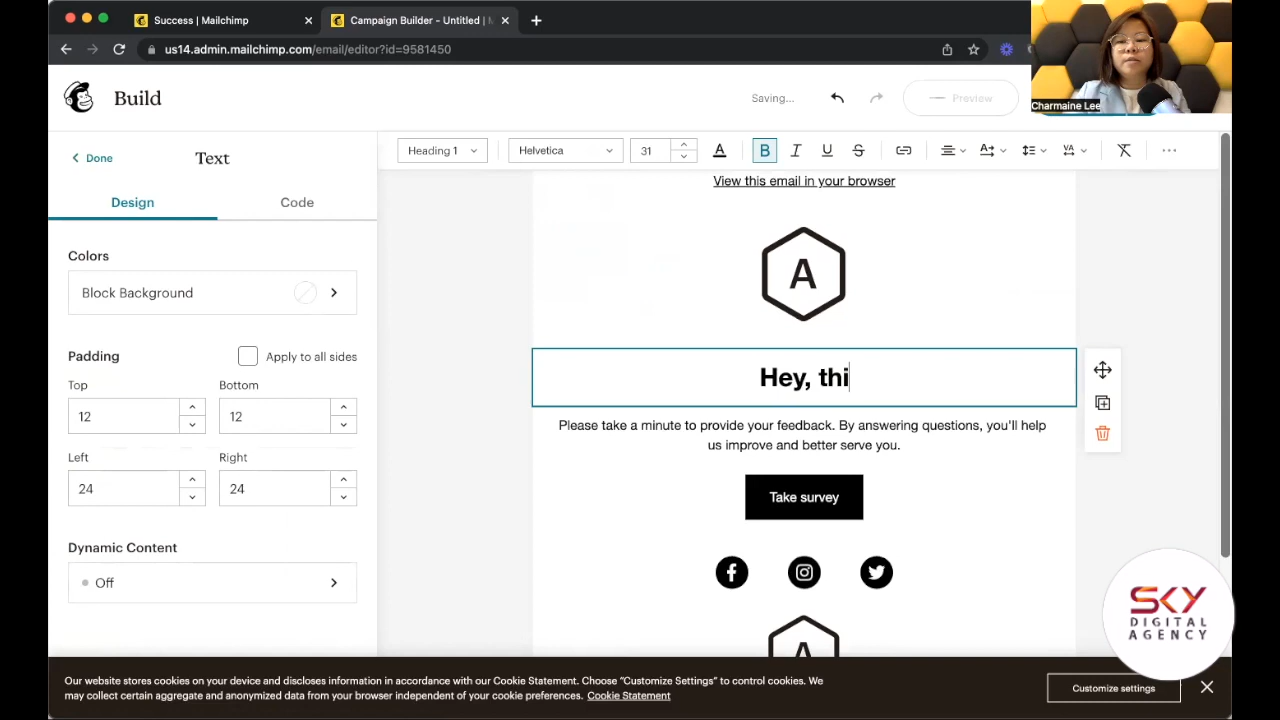 Success | Mailchimp
Campaign Builder - Untitled |
us14.admin.mailchimp.com/email/editor?id=9581450
Charmaine Lee
Build
Saving...
Preview
Done
Text
Heading 1
Helvetica
31
A
B
I
U
S
A
VA
T
Design
Code
View this email in your browser
Colors
Block Background
A
Padding
Apply to all sides
Top
Bottom
12
12
Left
Right
24
24
Hey, thi
Please take a minute to provide your feedback. By answering questions, you'll help
us improve and better serve you.
Take survey
Dynamic Content
Off
A
SKY
DIGITAL
AGENCY
Our website stores cookies on your device and discloses information in accordance with our Cookie Statement. Choose "Customize Settings" to control cookies. We
may collect certain aggregate and anonymized data from your browser independent of your cookie preferences. Cookie Statement
Customize settings